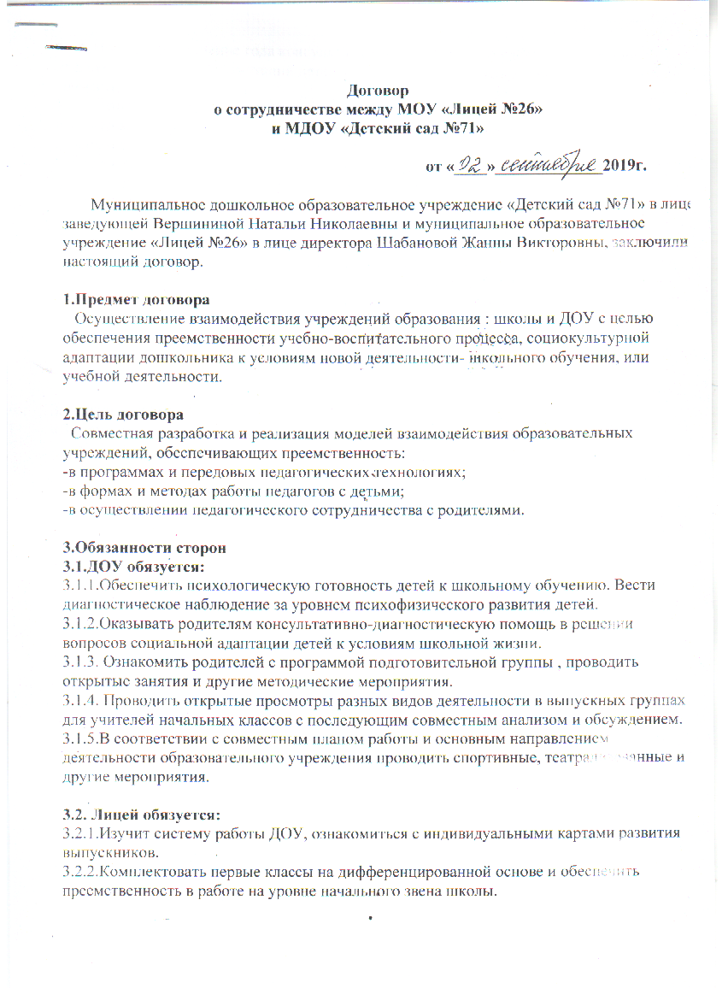 Договор
о сотрудничестве между МОУ «Лицей №26»
и МДОУ «Детский сад №71»
от « 02 » сентября 2019г.
Муниципальное дошкольное образовательное учреждение «Детский сад №71» в лице
заведующей Вершининой Натальи Николаевны и муниципальное образовательное
учреждение «Лицей №26» в лице директора Шабановой Жанны Викторовны, заключили
настоящий договор.
1.Предмет договора
Осуществление взаимодействия учреждений образования : школы и ДОУ с целью
обеспечения преемственности учебно-воспитательного процесса, социокультурной
адаптации дошкольника к условиям новой деятельности- школьного обучения, или
учебной деятельности.
2.Цель договора
Совместная разработка и реализация моделей взаимодействия образовательных
учреждений, обеспечивающих преемственность:
-в программах и передовых педагогических технологиях;
-в формах и методах работы педагогов с детьми;
-в осуществлении педагогического сотрудничества с родителями.
3.Обязанности сторон
3.1.ДОУ обязуется:
3.1.1.Обеспечить психологическую готовность детей к школьному обучению. Вести
диагностическое наблюдение за уровнем психофизического развития детей.
3.1.2.Оказывать родителям консультативно-диагностическую помощь в решении
вопросов социальной адаптации детей к условиям школьной жизни.
3.1.3. Ознакомить родителей с программой подготовительной группы , проводить
открытые занятия и другие методические мероприятия.
3.1.4. Проводить открытые просмотры разных видов деятельности в выпускных группах
для учителей начальных классов с последующим совместным анализом и обсуждением.
3.1.5.В соответствии с совместным планом работы и основным направлением
деятельности образовательного учреждения проводить спортивные, театрализованные и
другие мероприятия.
3.2. Лицей обязуется:
3.2.1.Изучит систему работы ДОУ, ознакомиться с индивидуальными картами развития
выпускников.
3.2.2.Комплектовать первые классы на дифференцированной основе и обеспечить
преемственность в работе на уровне начального звена школы.